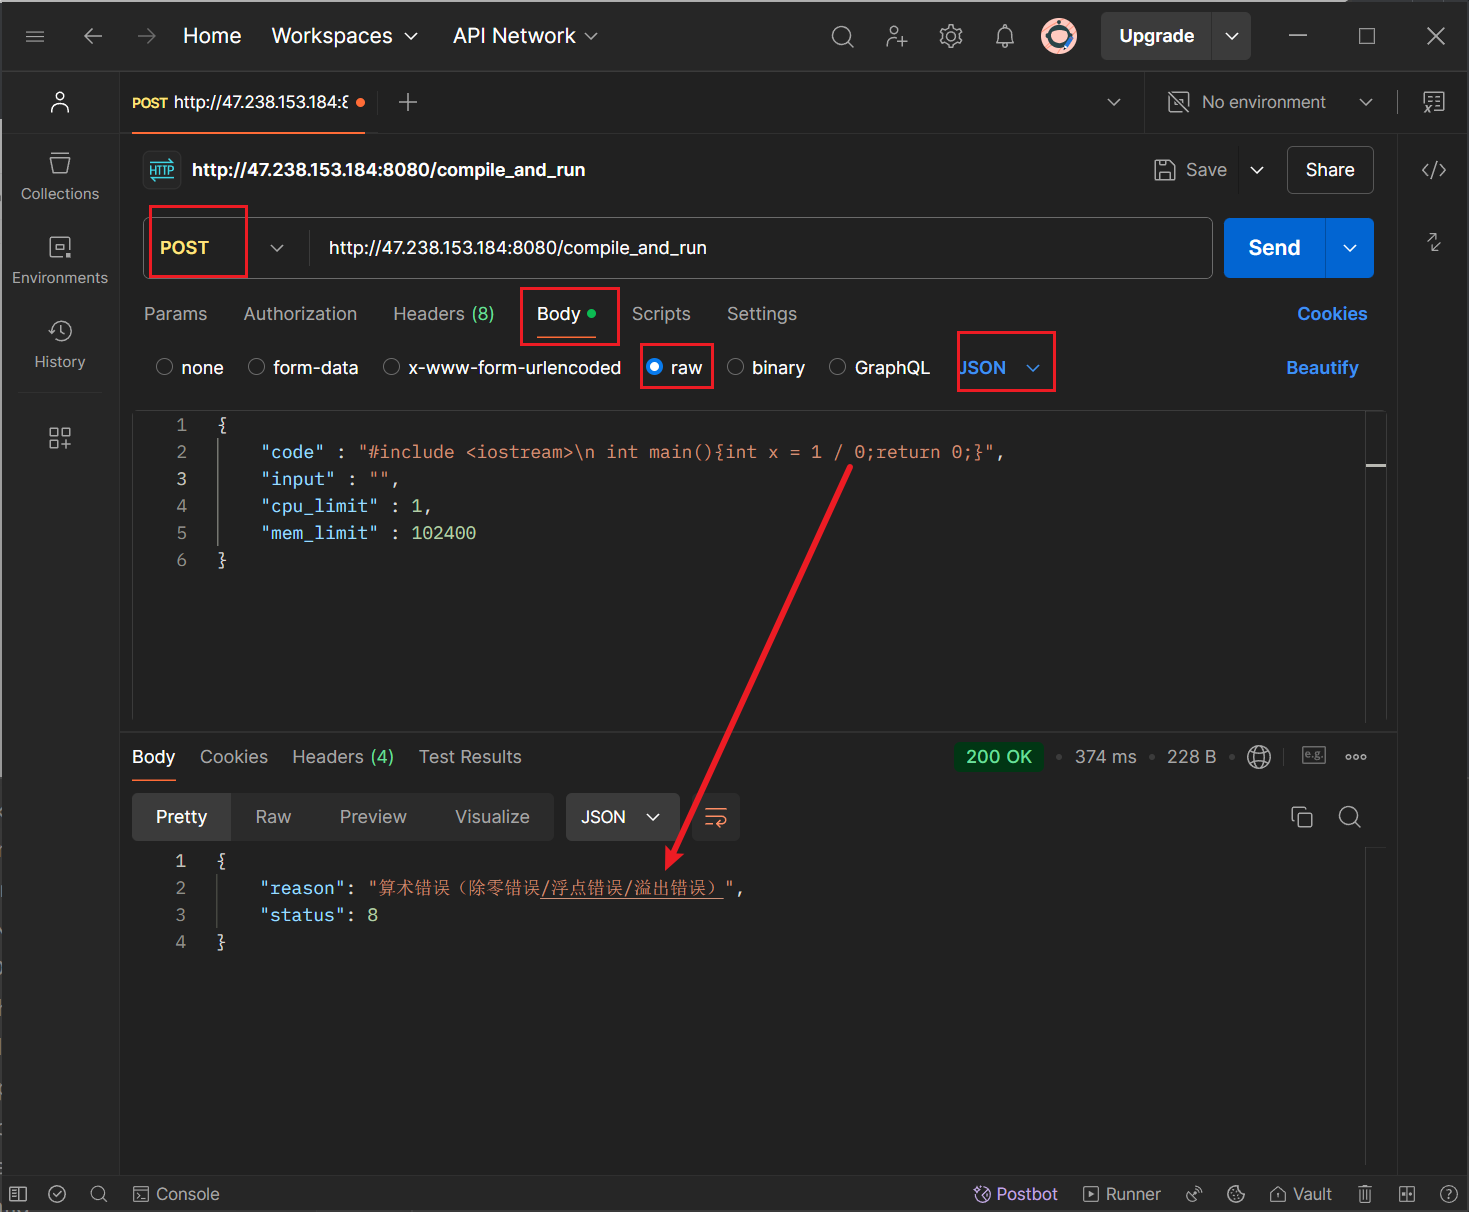 Home Workspaces API Network Upgrade
POST http://47.238.153.184:8 No environment
HTTP http://47.238.153.184:8080/compile_and_run Save Share
Collections
POST http://47.238.153.184:8080/compile_and_run Send
Environments
Params Authorization Headers (8) Body Scripts Settings Cookies
History
none form-data x-www-form-urlencoded raw binary GraphQL JSON Beautify
1 {
2 "code" : "#include <iostream>\n int main(){int x = 1 / 0;return 0;}",
3 "input" : "",
4 "cpu_limit" : 1,
5 "mem_limit" : 102400
6 }
Body Cookies Headers (4) Test Results 200 OK 374 ms 228 B e.g.
Pretty Raw Preview Visualize JSON
1 {
2 "reason": "算术错误（除零错误/浮点错误/溢出错误）",
3 "status": 8
4 }
Console Postbot Runner Vault